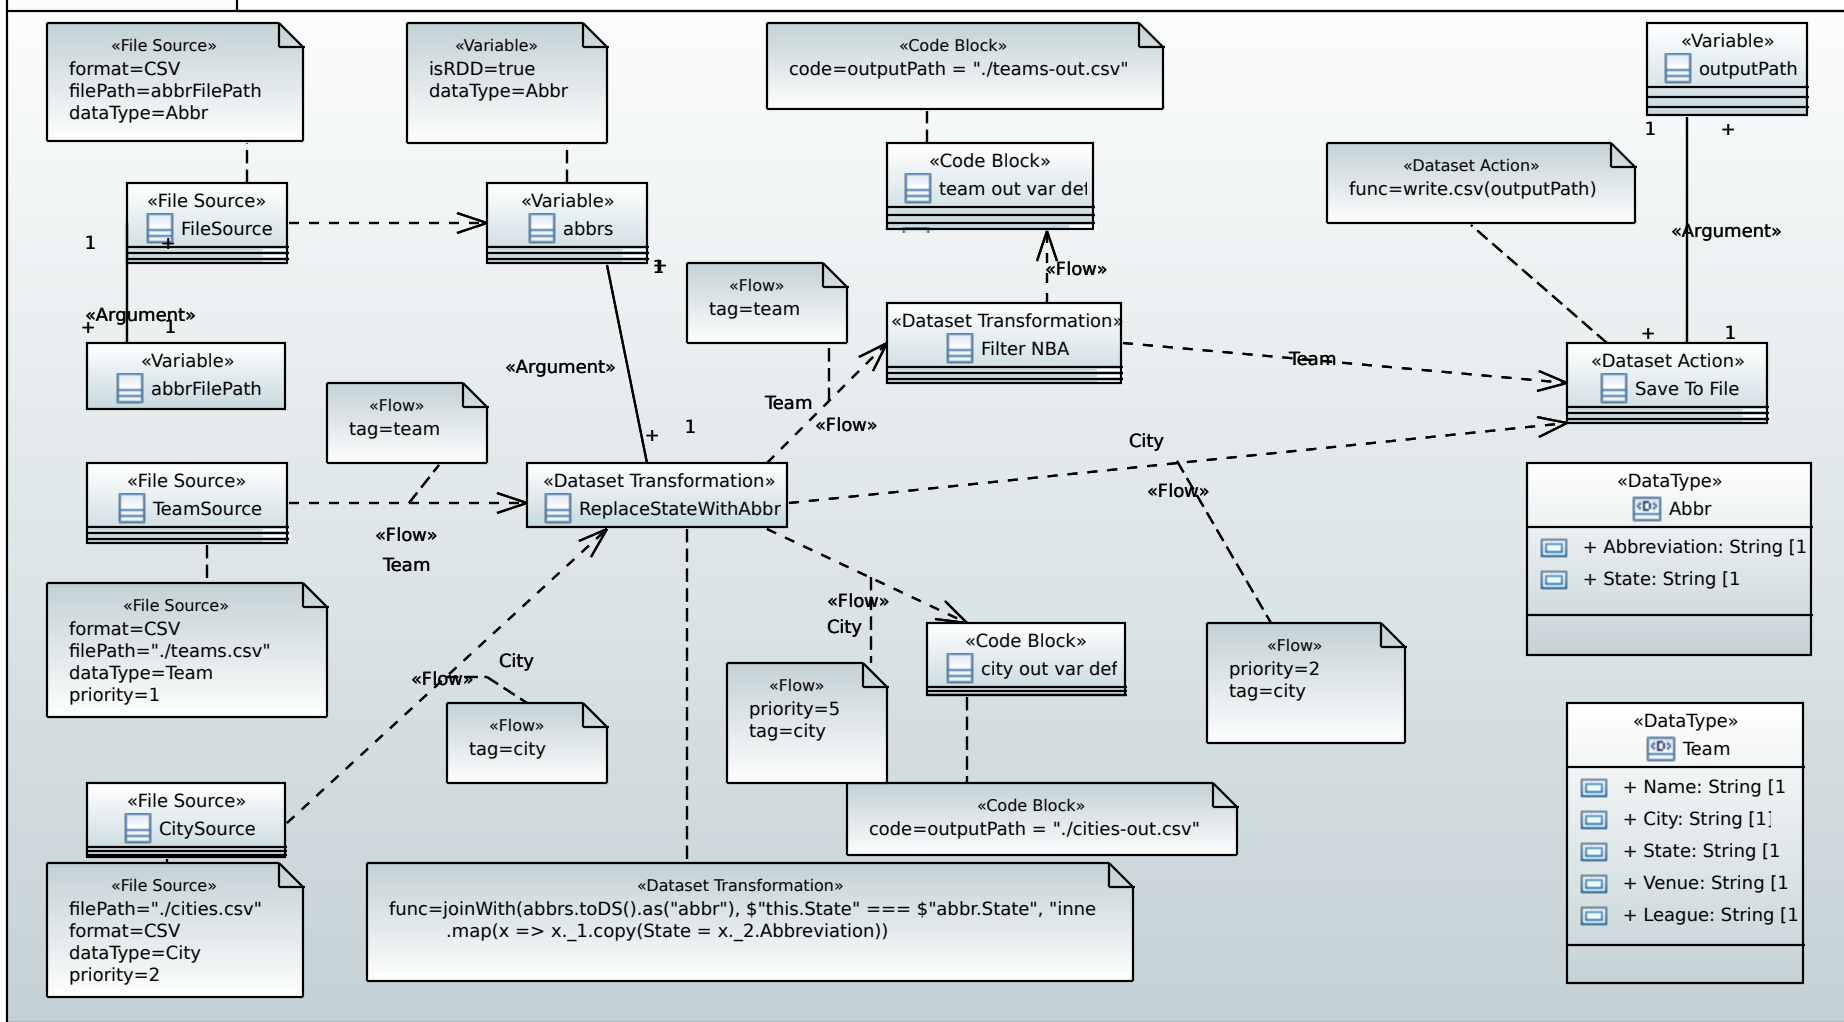 «File Source»
format=CSV
filePath=abbrFilePath
dataType=Abbr
«Variable»
isRDD=true
dataType=Abbr
«Code Block»
code=outputPath = "./teams-out.csv"
«Variable»
outputPath
1
+
«Code Block»
team out var def
«Dataset Action»
func=write.csv(outputPath)
«File Source»
FileSource
1
+
«Variable»
abbrs
1
+
«Argument»
«Flow»
«Flow»
tag=team
«Argument»
+
1
«Dataset Transformation»
Filter NBA
Team
+
1
«Variable»
abbrFilePath
«Argument»
«Dataset Action»
Save To File
«Flow»
tag=team
Team
«Flow»
+
1
City
«File Source»
TeamSource
«Dataset Transformation»
ReplaceStateWithAbbr
«Flow»
«DataType»
Abbr
+ Abbreviation: String [1
+ State: String [1
«Flow»
Team
«File Source»
format=CSV
filePath="./teams.csv"
dataType=Team
priority=1
«Flow»
City
«Code Block»
city out var def
«Flow»
priority=2
tag=city
City
«Flow»
«Flow»
tag=city
«Flow»
priority=5
tag=city
«DataType»
Team
+ Name: String [1
+ City: String [1]
+ State: String [1
+ Venue: String [1
+ League: String [1
«File Source»
CitySource
«Code Block»
code=outputPath = "./cities-out.csv"
«File Source»
filePath="./cities.csv"
format=CSV
dataType=City
priority=2
«Dataset Transformation»
func=joinWith(abbrs.toDS().as("abbr"), $"this.State" === $"abbr.State", "inne
.map(x => x._1.copy(State = x._2.Abbreviation))